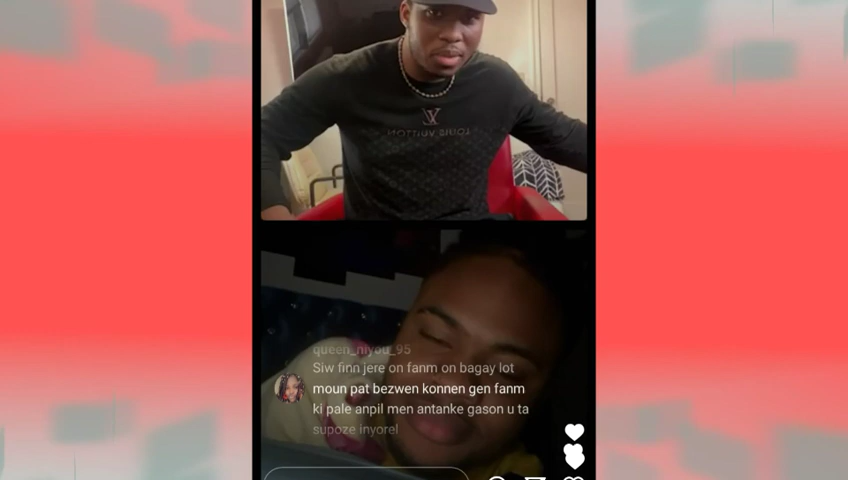 LOUIS VUITTON
queen_niyou_95
Siw finn jere on fanm on bagay lot
moun pat bezwen konnen gen fanm
ki pale anpil men antanke gason u ta
supoze inyorel